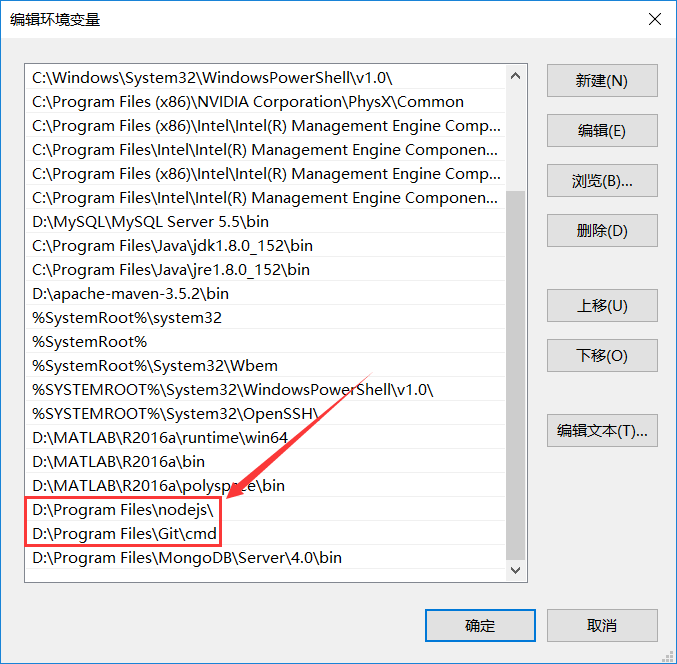 编辑环境变量
C:\Windows\System32\WindowsPowerShell\v1.0\
C:\Program Files (x86)\NVIDIA Corporation\PhysX\Common
C:\Program Files (x86)\Intel\Intel(R) Management Engine Comp...
C:\Program Files\Intel\Intel(R) Management Engine Componen...
C:\Program Files (x86)\Intel\Intel(R) Management Engine Comp...
C:\Program Files\Intel\Intel(R) Management Engine Componen...
D:\MySQL\MySQL Server 5.5\bin
C:\Program Files\Java\jdk1.8.0_152\bin
C:\Program Files\Java\jre1.8.0_152\bin
D:\apache-maven-3.5.2\bin
%SystemRoot%\system32
%SystemRoot%
%SystemRoot%\System32\Wbem
%SYSTEMROOT%\System32\WindowsPowerShell\v1.0\
%SYSTEMROOT%\System32\OpenSSH\
D:\MATLAB\R2016a\runtime\win64
D:\MATLAB\R2016a\bin
D:\MATLAB\R2016a\polyspace\bin
D:\Program Files\nodejs\
D:\Program Files\Git\cmd
D:\Program Files\MongoDB\Server\4.0\bin
新建(N)
编辑(E)
浏览(B)...
删除(D)
上移(U)
下移(O)
编辑文本(T)...
确定
取消